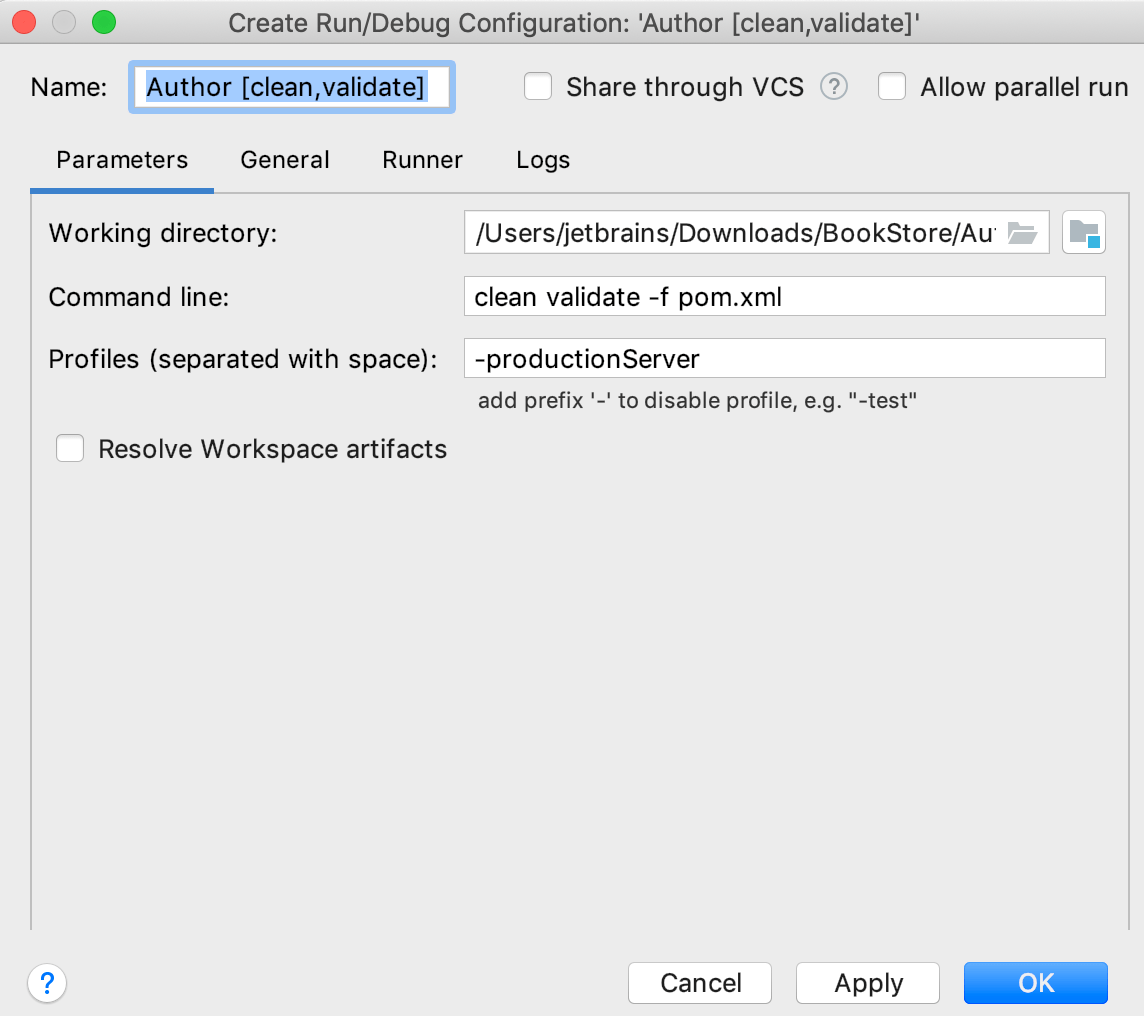 Create Run/Debug Configuration: 'Author [clean,validate]'
Name: Author [clean,validate] Share through VCS ? Allow parallel run
Parameters General Runner Logs
Working directory: /Users/jetbrains/Downloads/BookStore/Au
Command line: clean validate -f pom.xml
Profiles (separated with space): -productionServer
add prefix '-' to disable profile, e.g. "-test"
Resolve Workspace artifacts
? Cancel Apply OK